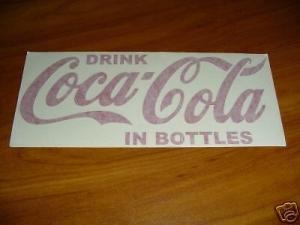 DRINK
Coca-Cola
IN BOTTLES